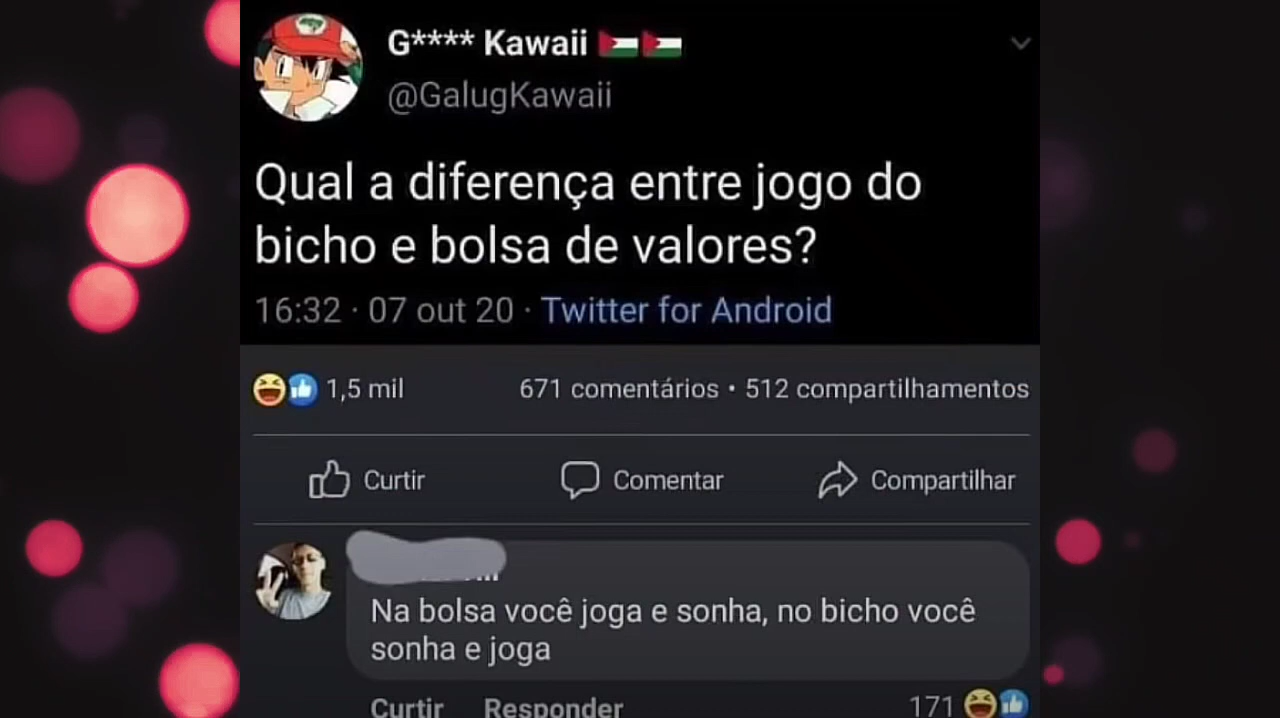 G**** Kawaii
@GalugKawaii
Qual a diferença entre jogo do
bicho e bolsa de valores?
16:32 · 07 out 20 · Twitter for Android
1,5 mil
671 comentários • 512 compartilhamentos
Curtir
Comentar
Compartilhar
Na bolsa você joga e sonha, no bicho você
sonha e joga
Curtir
Responder
171